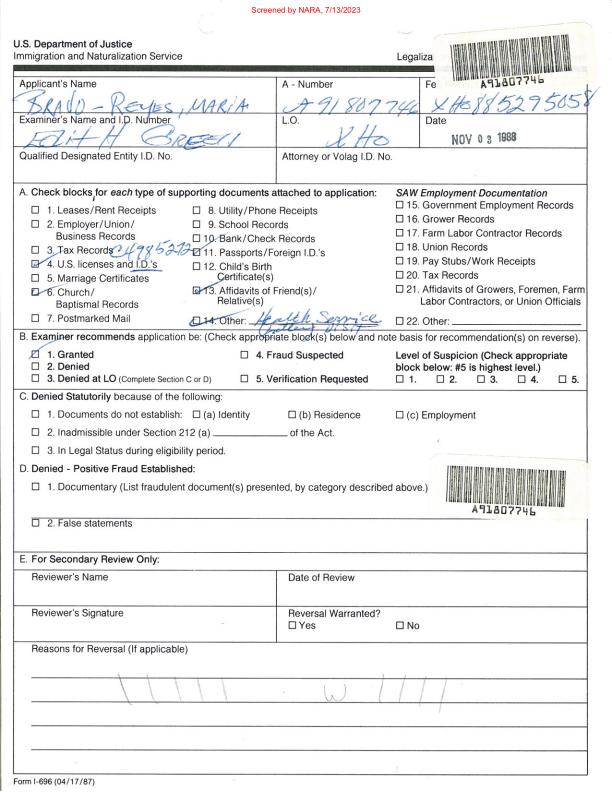 Screened by NARA, 7/13/2023
U.S. Department of Justice
Immigration and Naturalization Service
Legaliza
A91807746
Applicant's Name
A - Number
Fe
BRAVO-REYES, MARIA
A91807746
XHO885295058
Examiner's Name and I.D. Number
L.O.
Date
EDITH GREEN
XHO
NOV 03 1988
Qualified Designated Entity I.D. No.
Attorney or Volag I.D. No.
A. Check blocks for each type of supporting documents attached to application:
☐ 1. Leases/Rent Receipts
☐ 2. Employer/Union/
Business Records
☐ 3. Tax Records
☑ 4. U.S. licenses and I.D.'s
☐ 5. Marriage Certificates
☑ 6. Church/
Baptismal Records
☐ 7. Postmarked Mail
☐ 8. Utility/Phone Receipts
☐ 9. School Records
☐ 10. Bank/Check Records
☑ 11. Passports/Foreign I.D.'s
☐ 12. Child's Birth
Certificate(s)
☑ 13. Affidavits of Friend(s)/
Relative(s)
☑ 14. Other: Health Service
SAW Employment Documentation
☐ 15. Government Employment Records
☐ 16. Grower Records
☐ 17. Farm Labor Contractor Records
☐ 18. Union Records
☐ 19. Pay Stubs/Work Receipts
☐ 20. Tax Records
☐ 21. Affidavits of Growers, Foremen, Farm
Labor Contractors, or Union Officials
☐ 22. Other:
B. Examiner recommends application be: (Check appropriate block(s) below and note basis for recommendation(s) on reverse).
☑ 1. Granted
☐ 2. Denied
☐ 3. Denied at LO (Complete Section C or D)
☐ 4. Fraud Suspected
☐ 5. Verification Requested
Level of Suspicion (Check appropriate
block below: #5 is highest level.)
☐ 1. ☐ 2. ☐ 3. ☐ 4. ☐ 5.
C. Denied Statutorily because of the following:
☐ 1. Documents do not establish: ☐ (a) Identity ☐ (b) Residence ☐ (c) Employment
☐ 2. Inadmissible under Section 212 (a) of the Act.
☐ 3. In Legal Status during eligibility period.
D. Denied - Positive Fraud Established:
☐ 1. Documentary (List fraudulent document(s) presented, by category described above.)
A91807746
☐ 2. False statements
E. For Secondary Review Only:
Reviewer's Name
Date of Review
Reviewer's Signature
Reversal Warranted?
☐ Yes ☐ No
Reasons for Reversal (If applicable)
Form I-696 (04/17/87)